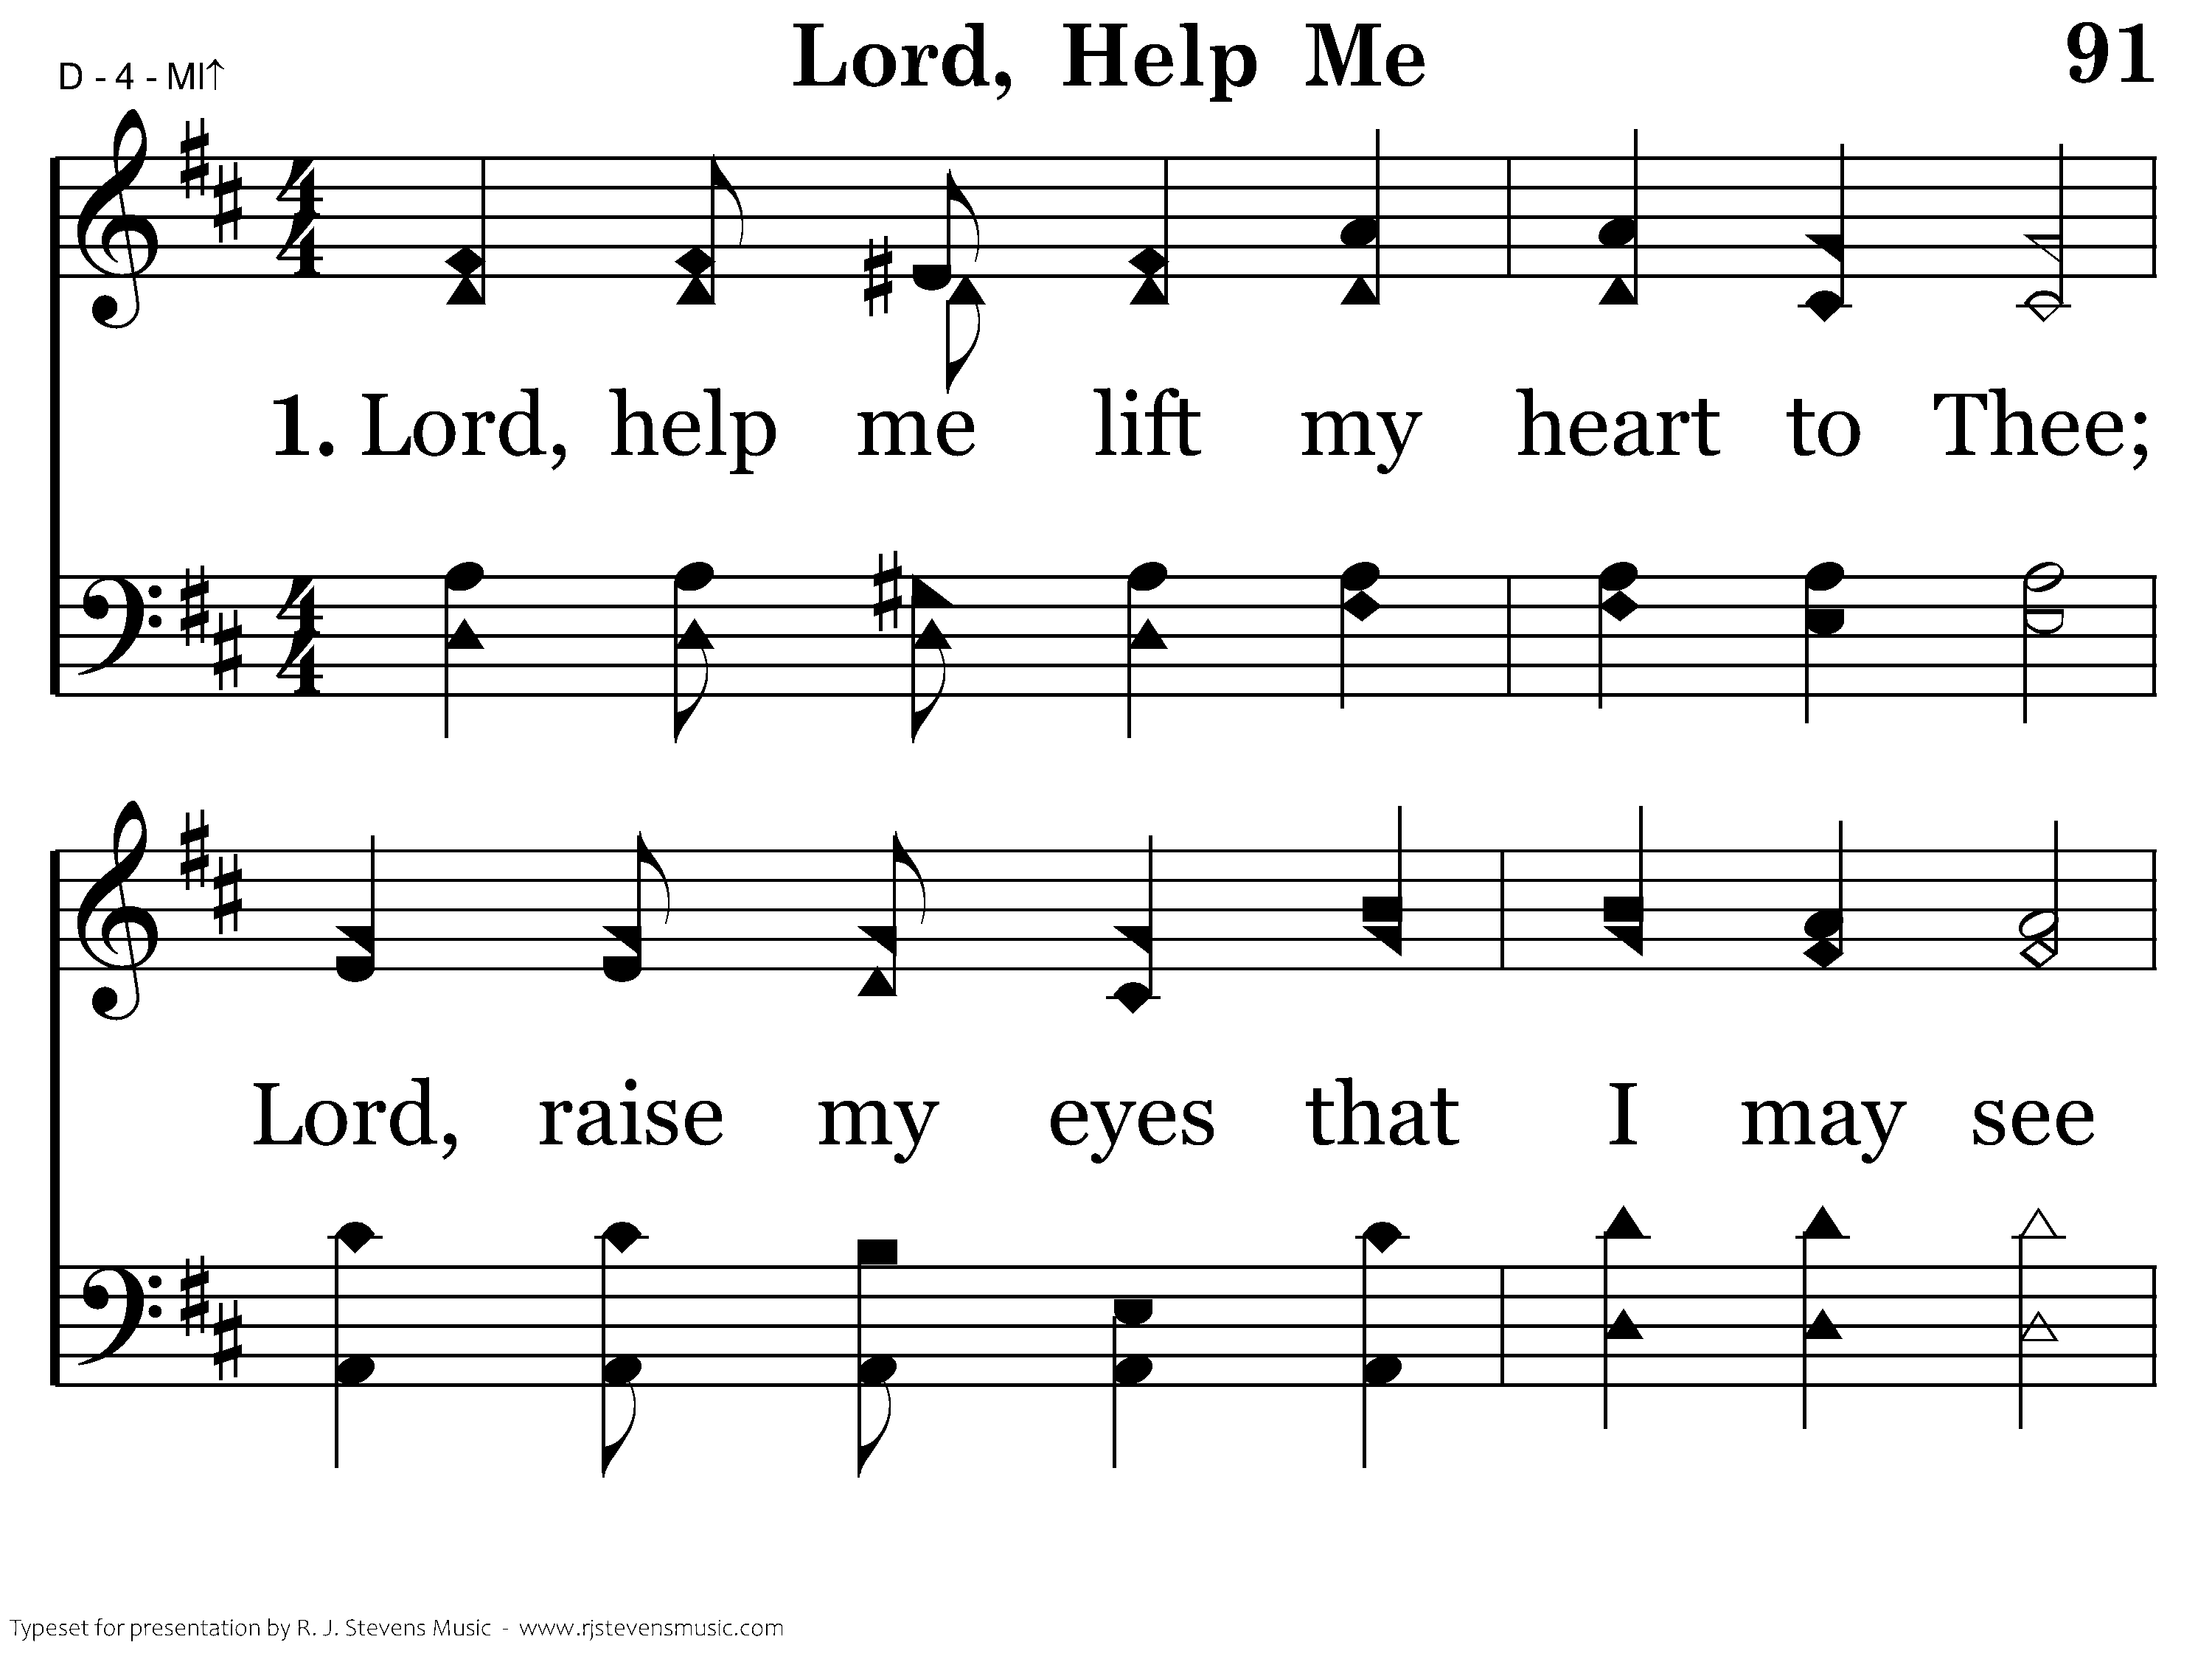 Lord, Help Me 91
D - 4 - MI↑
1. Lord, help me lift my heart to Thee;
Lord, raise my eyes that I may see
Typeset for presentation by R. J. Stevens Music - www.rjstevensmusic.com